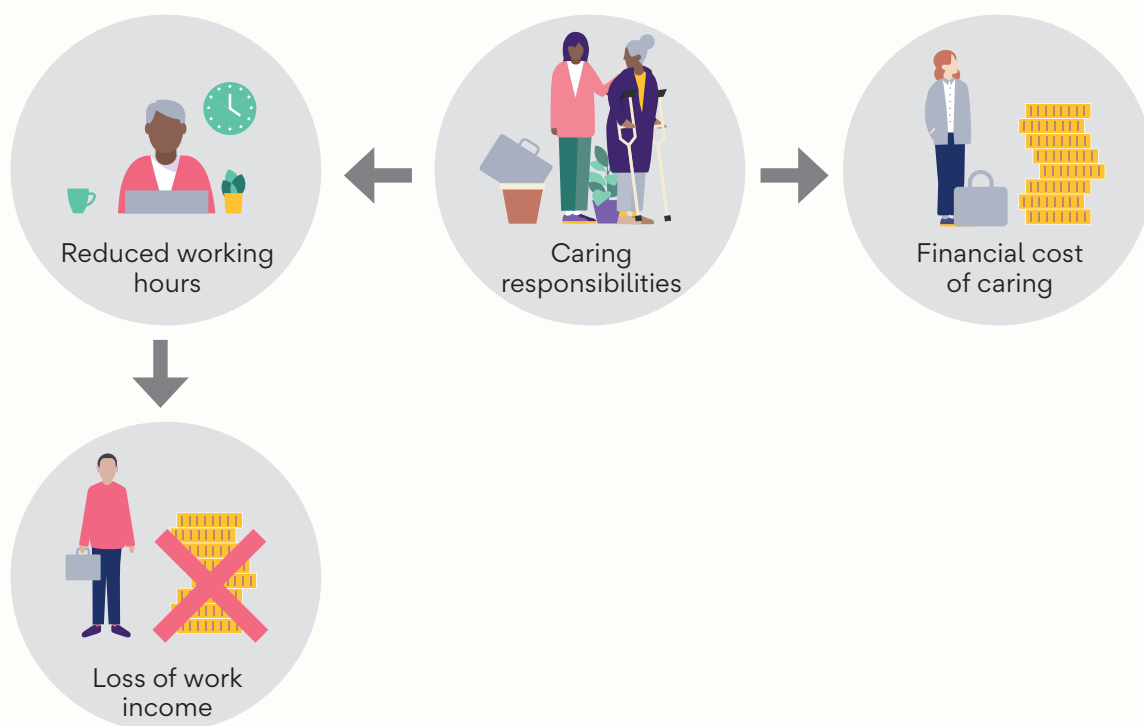 Reduced working
hours
Caring
responsibilities
Financial cost
of caring
Loss of work
income